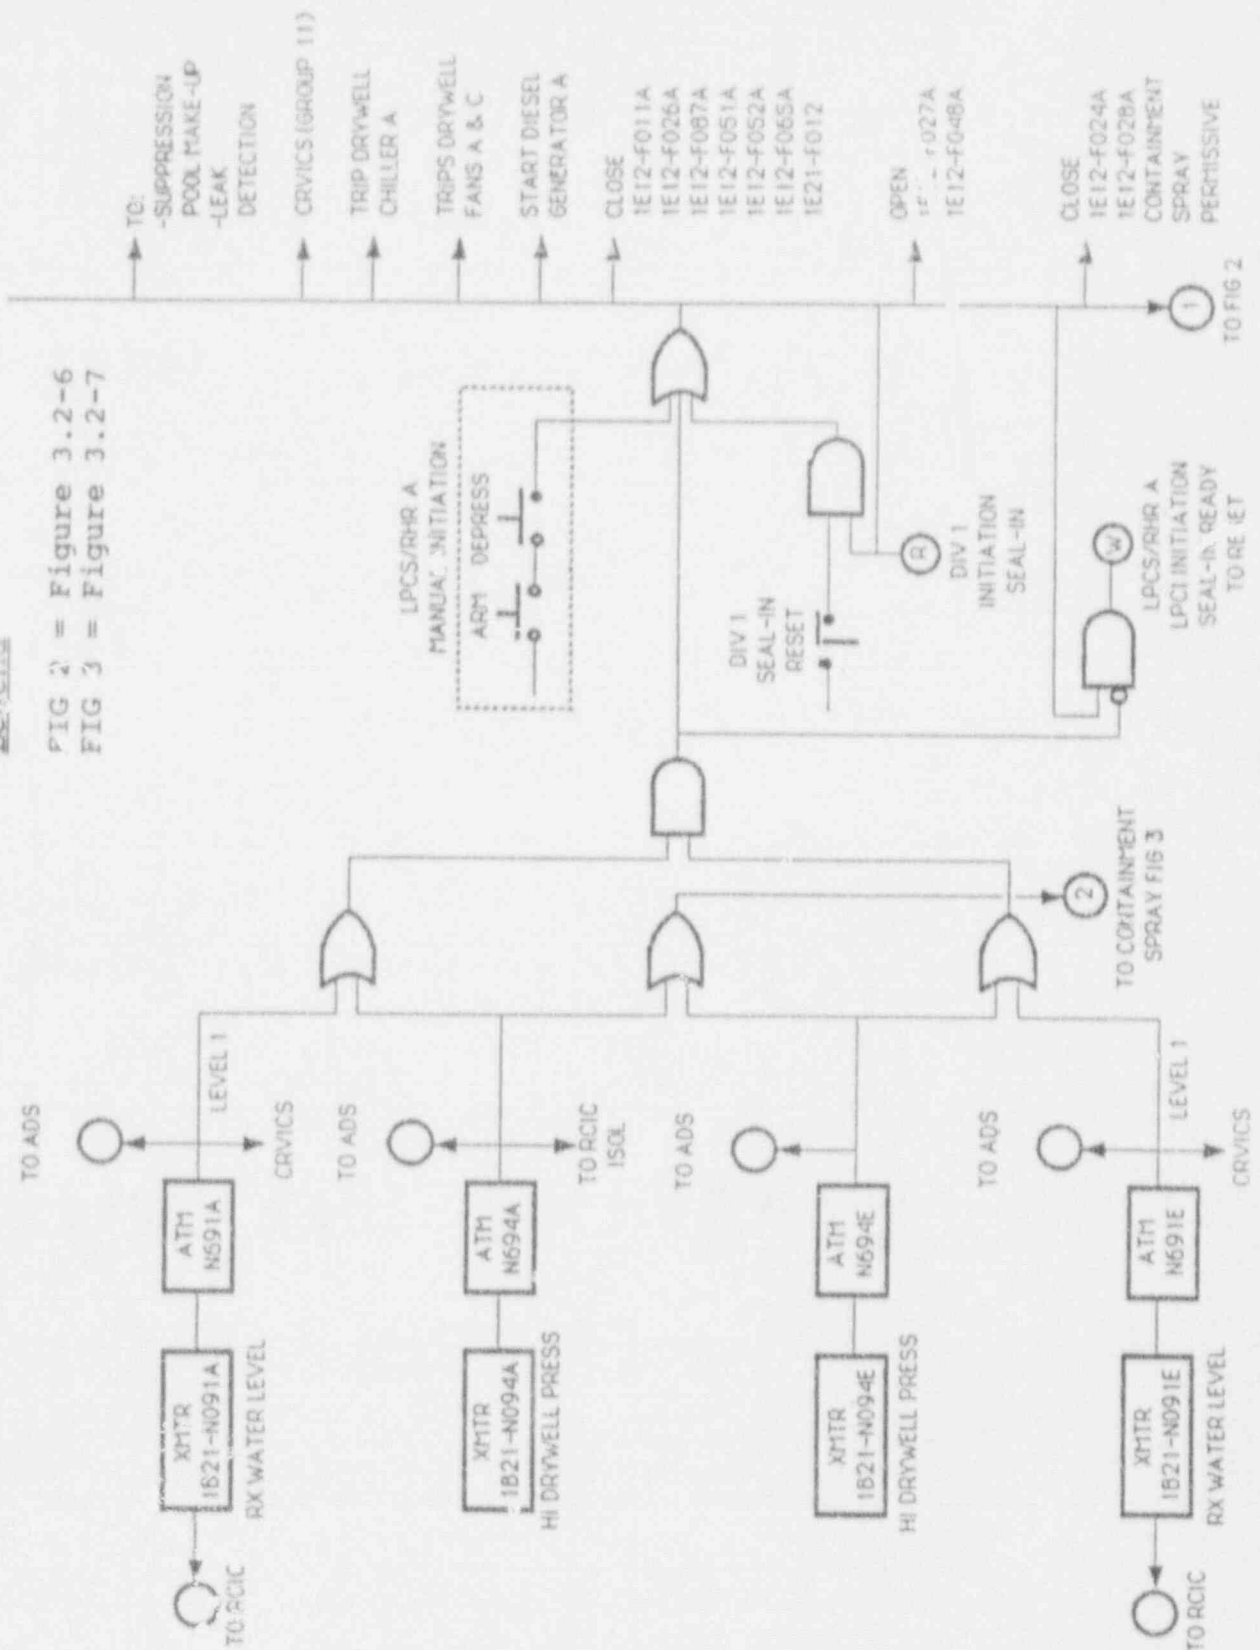 FIG 2 = Figure 3.2-6
FIG 3 = Figure 3.2-7
TO ADS
XMTR
1B21-N091A
RX WATER LEVEL
TO RCIC
ATM
N691A
LEVEL 1
CRVICS
TO ADS
XMTR
1B21-N094A
HI DRYWELL PRESS
ATM
N694A
TO RCIC
ISOL
TO ADS
XMTR
1B21-N094E
HI DRYWELL PRESS
ATM
N694E
TO ADS
XMTR
1B21-N091E
RX WATER LEVEL
TO RCIC
ATM
N691E
LEVEL 1
CRVICS
2
TO CONTAINMENT
SPRAY FIG 3
LPCS/RHR A
MANUAL INITIATION
ARM DEPRESS
DIV 1
SEAL-IN
RESET
R
DIV 1
INITIATION
SEAL-IN
W
LPCS/RHR A
LPCI INITIATION
SEAL-IN READY
TO RESET
TO:
-SUPPRESSION
POOL MAKE-UP
-LEAK
DETECTION
CRVICS (GROUP 11)
TRIP DRYWELL
CHILLER A
TRIPS DRYWELL
FANS A & C
START DIESEL
GENERATOR A
CLOSE
1E12-F011A
1E12-F026A
1E12-F087A
1E12-F051A
1E12-F052A
1E12-F065A
1E21-F012
OPEN
F027A
1E12-F048A
CLOSE
1E12-F024A
1E12-F028A
CONTAINMENT
SPRAY
PERMISSIVE
1
TO FIG 2